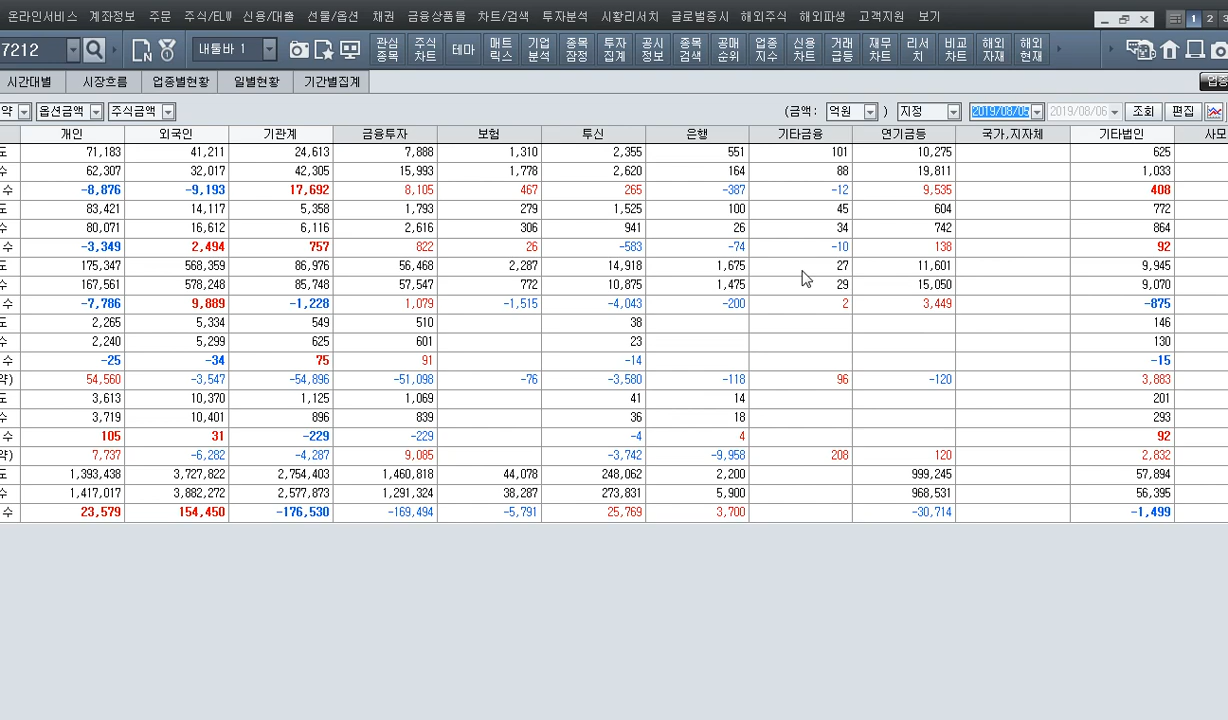 온라인서비스 계좌정보 주문 주식/ELW 신용/대출 선물/옵션 채권 금융상품몰 차트/검색 투자분석 시황리서치 글로벌증시 해외주식 해외파생 고객지원 보기
1 2
7212 내툴바 1 관심종목 주식차트 테마 매트릭스 기업분석 종목잠정 투자집계 공시정보 종목검색 공매순위 업종지수 신용차트 거래급등 재무차트 리서치 비교차트 해외자재 해외현재
시간대별 시장흐름 업종별현황 일별현황 기간별집계 업종
약 옵션금액 주식금액 (금액: 억원 ) 지정 2019/08/05 2019/08/06 조회 편집
개인 외국인 기관계 금융투자 보험 투신 은행 기타금융 연기금등 국가,지자체 기타법인 사모
도 71,183 41,211 24,613 7,888 1,310 2,355 551 101 10,275 625
수 62,307 32,017 42,305 15,993 1,778 2,620 164 88 19,811 1,033
수 -8,876 -9,193 17,692 8,105 467 265 -387 -12 9,535 408
도 83,421 14,117 5,358 1,793 279 1,525 100 45 604 772
수 80,071 16,612 6,116 2,616 306 941 26 34 742 864
수 -3,349 2,494 757 822 26 -583 -74 -10 138 92
도 175,347 568,359 86,976 56,468 2,287 14,918 1,675 27 11,601 9,945
수 167,561 578,248 85,748 57,547 772 10,875 1,475 29 15,050 9,070
수 -7,786 9,889 -1,228 1,079 -1,515 -4,043 -200 2 3,449 -875
도 2,265 5,334 549 510 38 146
수 2,240 5,299 625 601 23 130
수 -25 -34 75 91 -14 -15
약) 54,560 -3,547 -54,896 -51,098 -76 -3,580 -118 96 -120 3,883
도 3,613 10,370 1,125 1,069 41 14 201
수 3,719 10,401 896 839 36 18 293
수 105 31 -229 -229 -4 4 92
약) 7,737 -6,282 -4,287 9,085 -3,742 -9,958 208 120 2,832
도 1,393,438 3,727,822 2,754,403 1,460,818 44,078 248,062 2,200 999,245 57,894
수 1,417,017 3,882,272 2,577,873 1,291,324 38,287 273,831 5,900 968,531 56,395
수 23,579 154,450 -176,530 -169,494 -5,791 25,769 3,700 -30,714 -1,499